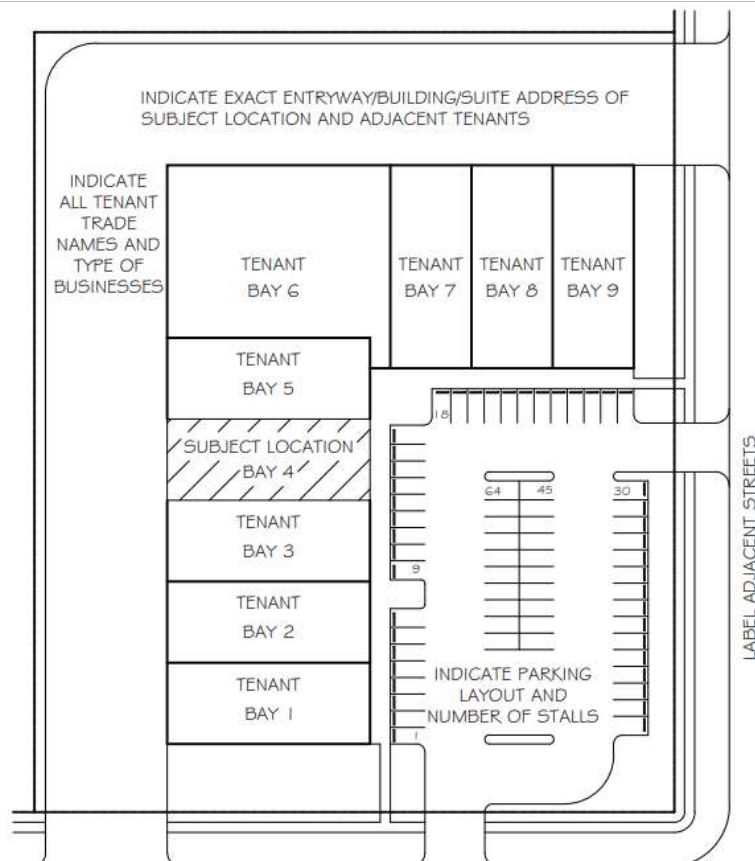 INDICATE EXACT ENTRYWAY/BUILDING/SUITE ADDRESS OF
SUBJECT LOCATION AND ADJACENT TENANTS
INDICATE
ALL TENANT
TRADE
NAMES AND
TYPE OF
BUSINESSES
TENANT
BAY 6
TENANT
BAY 7
TENANT
BAY 8
TENANT
BAY 9
TENANT
BAY 5
SUBJECT LOCATION
BAY 4
TENANT
BAY 3
TENANT
BAY 2
TENANT
BAY 1
18
64
45
30
9
1
INDICATE PARKING
LAYOUT AND
NUMBER OF STALLS
LABEL ADJACENT STREETS